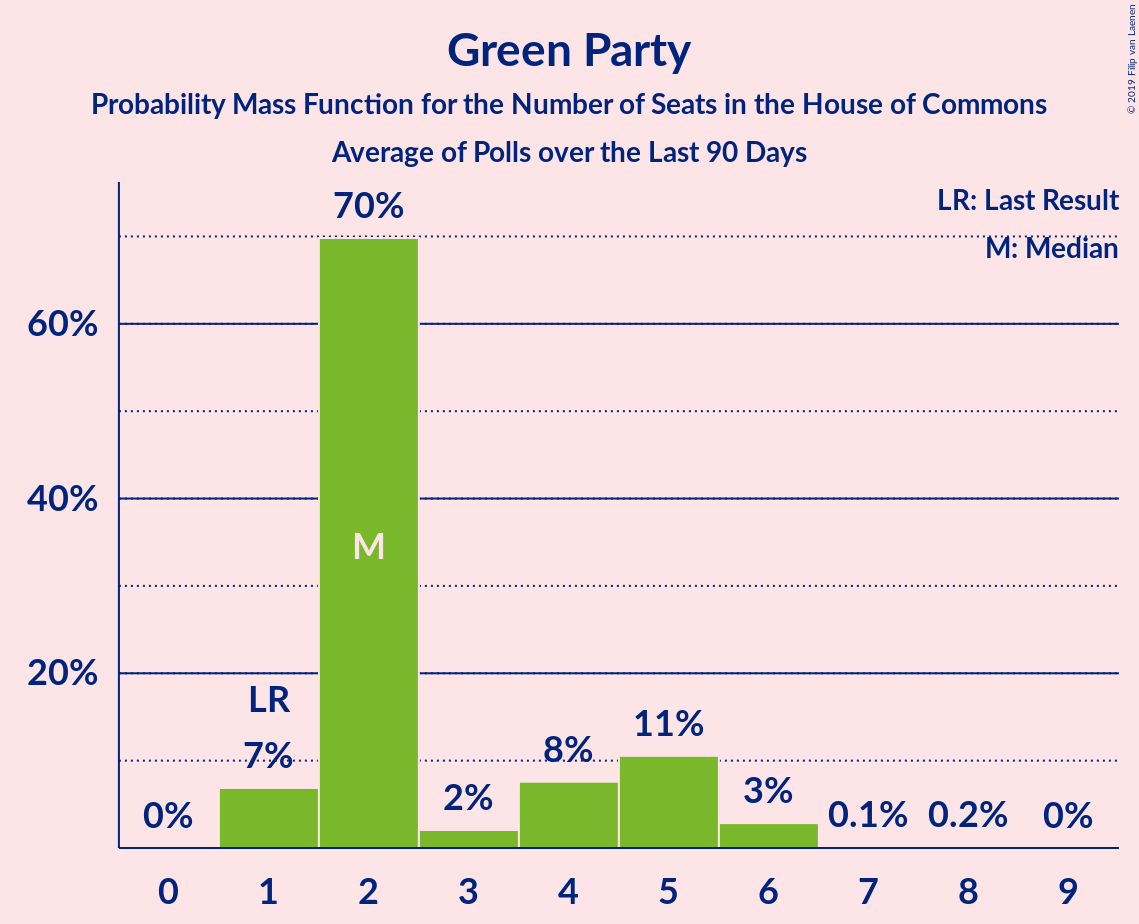 Green Party
Probability Mass Function for the Number of Seats in the House of Commons
Average of Polls over the Last 90 Days
© 2019 Filip van Laenen
LR: Last Result
M: Median
70%
60%
40%
M
20%
LR
7%
0%
2%
8%
11%
3%
0.1%
0.2%
0%
0 1 2 3 4 5 6 7 8 9